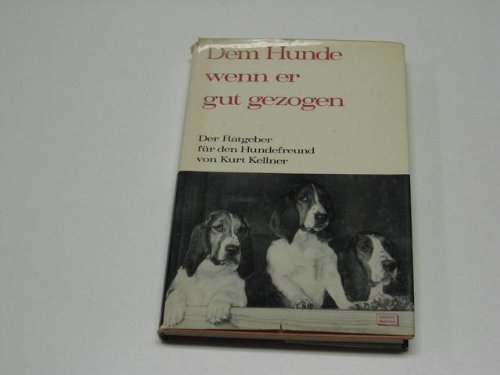 Dem Hunde
wenn er
gut gezogen
Der Ratgeber
für den Hundefreund
von Kurt Kellner